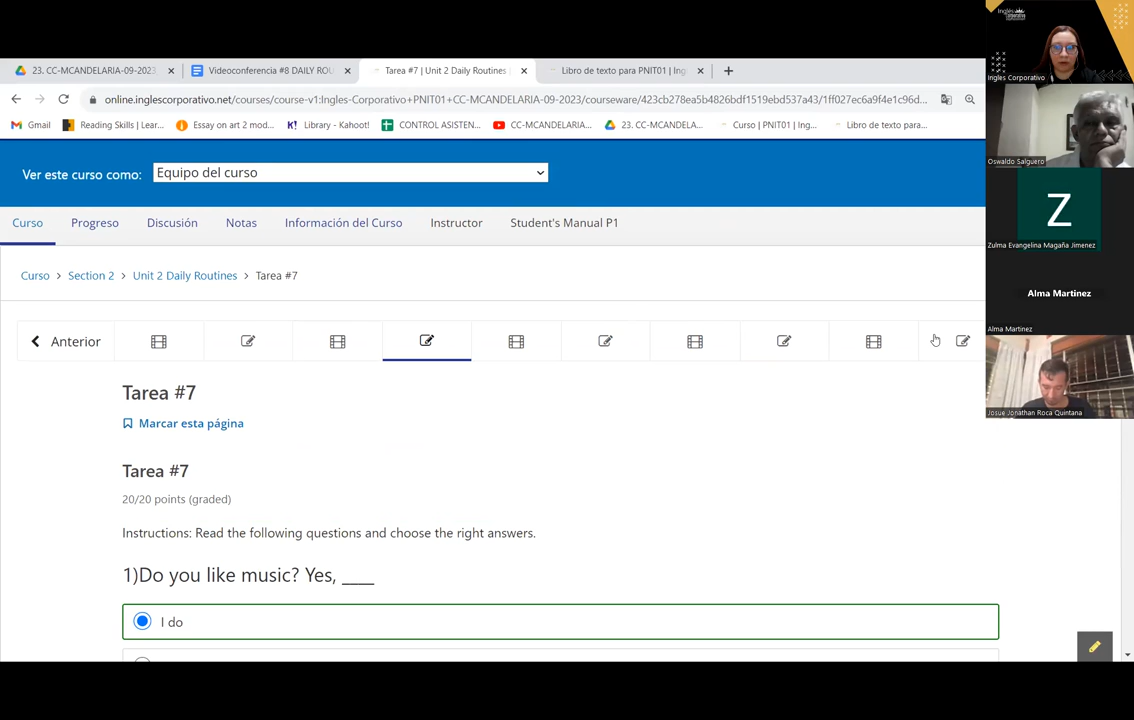 23. CC-MCANDELARIA-09-2023, × Videoconferencia #8 DAILY ROU × Tarea #7 | Unit 2 Daily Routines × Libro de texto para PNIT01 | Ing × +
online.inglescorporativo.net/courses/course-v1:Ingles-Corporativo+PNIT01+CC-MCANDELARIA-09-2023/courseware/423cb278ea5b4826bdf1519ebd537a43/1ff027ec6a9f4e1c96d...
Gmail Reading Skills | Lear... Essay on art 2 mod... Library - Kahoot! CONTROL ASISTEN... CC-MCANDELARIA... 23. CC-MCANDELA... Curso | PNIT01 | Ing... Libro de texto para...
Ver este curso como: Equipo del curso
Curso Progreso Discusión Notas Información del Curso Instructor Student's Manual P1
Curso > Section 2 > Unit 2 Daily Routines > Tarea #7
Anterior
Tarea #7
Marcar esta página
Tarea #7
20/20 points (graded)
Instructions: Read the following questions and choose the right answers.
1)Do you like music? Yes, ____
I do
Inglés
Corporativo
Ingles Corporativo
Oswaldo Salguero
Z
Zulma Evangelina Magaña Jimenez
Alma Martinez
Alma Martinez
Josue Jonathan Roca Quintana